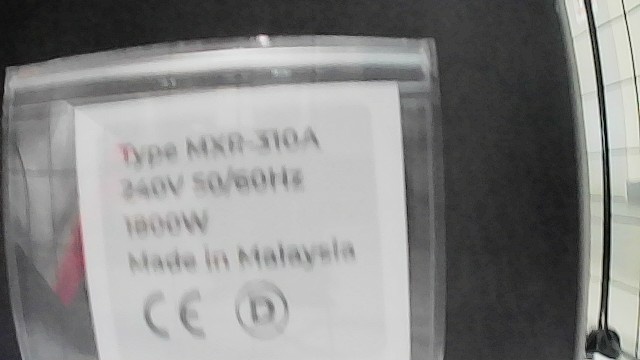 Type MXR-310A
240V 50/60Hz
1800W
Made in Malaysia
CE D